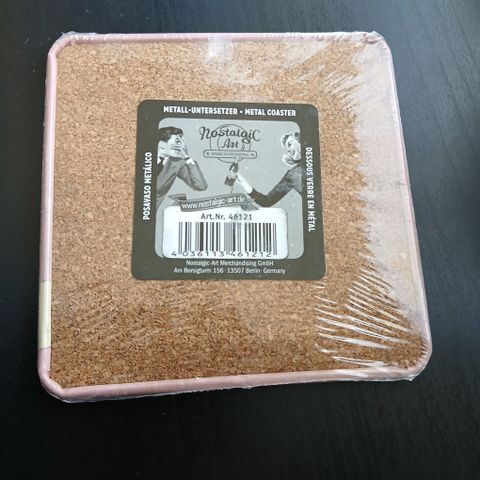 METALL-UNTERSETZER • METAL COASTER
POSAVASO METÁLICO
DESSOUS VERRE EN MÉTAL
Nostalgic
Art
MERCHANDISING
www.nostalgic-art.de
Art.Nr. 46121
4 036113 461212
Nostalgic-Art Merchandising GmbH
Am Borsigturm 156 · 13507 Berlin · Germany